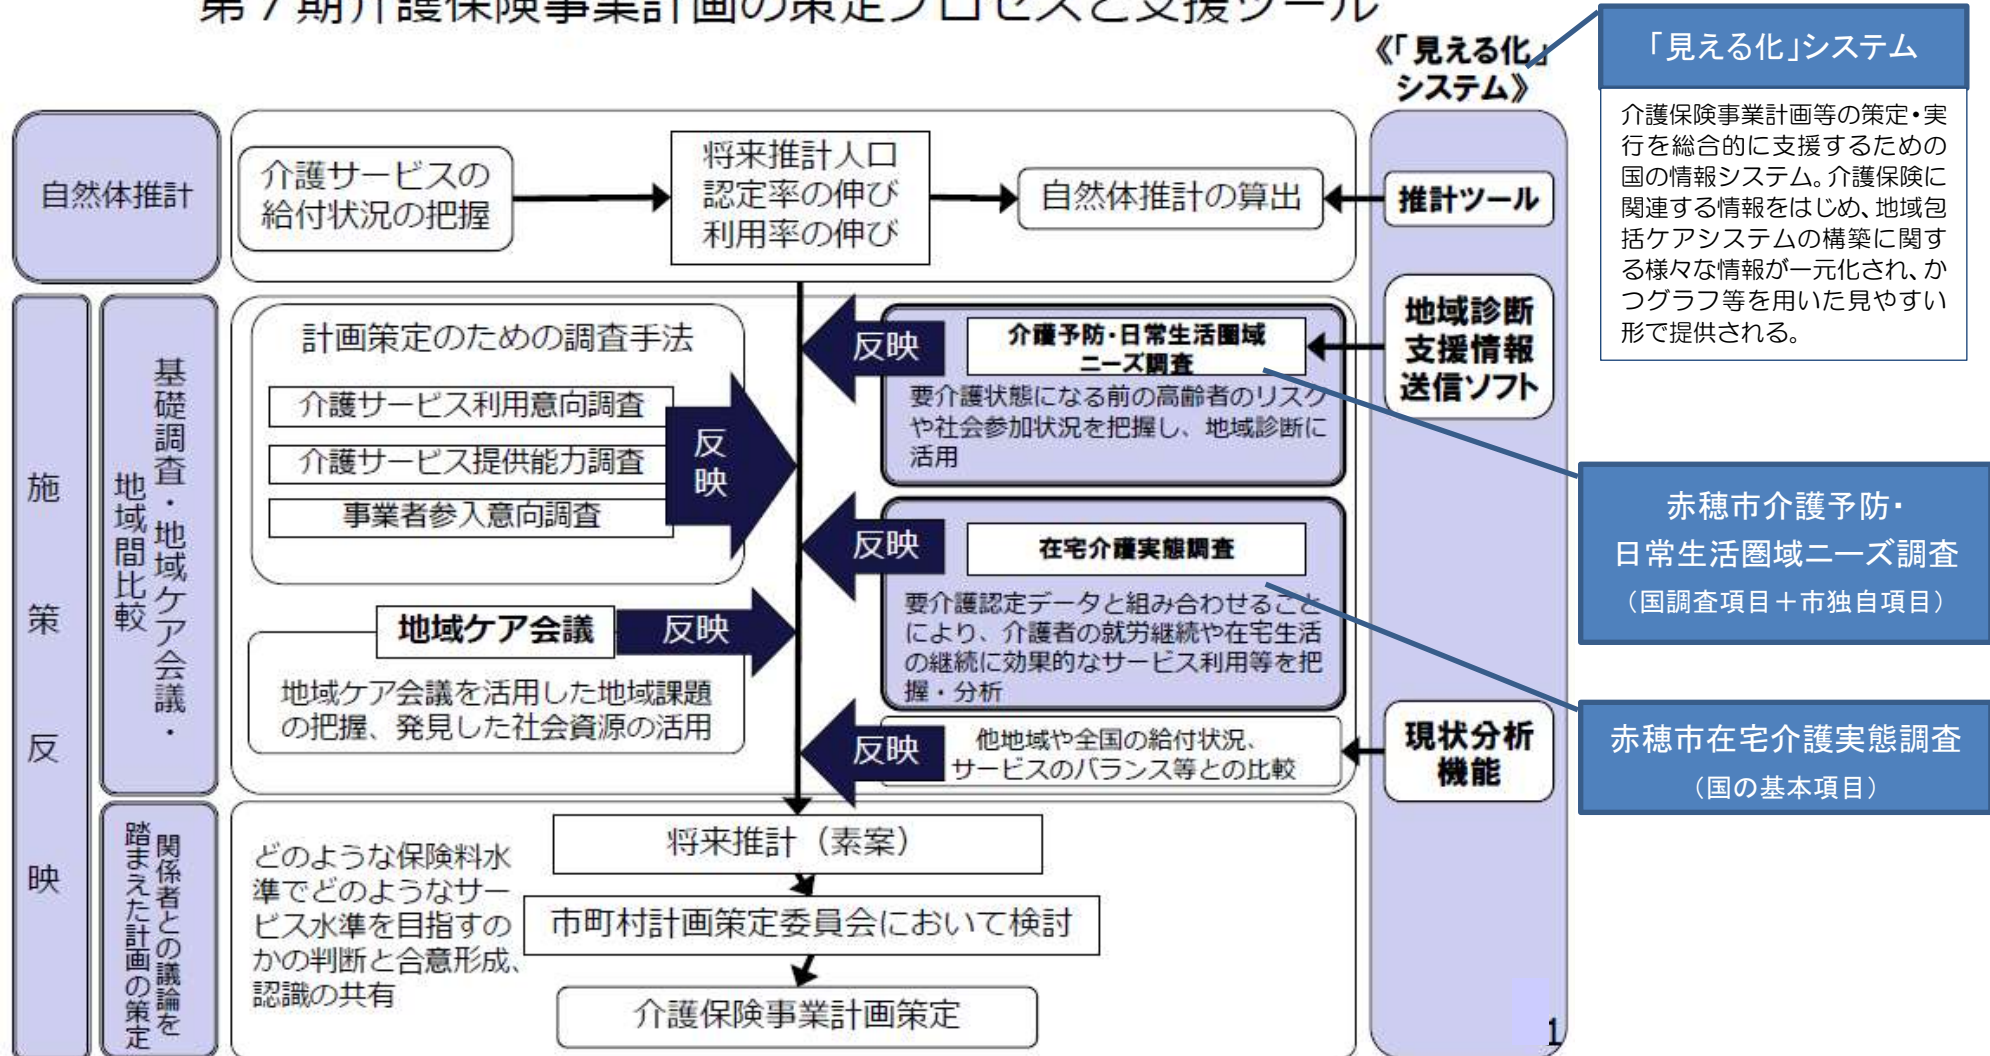 第７期介護保険事業計画の策定プロセスと支援ツール
《「見える化」
システム》
「見える化」システム
介護保険事業計画等の策定・実
行を総合的に支援するための
国の情報システム。介護保険に
関連する情報をはじめ、地域包
括ケアシステムの構築に関す
る様々な情報が一元化され、か
つグラフ等を用いた見やすい
形で提供される。
自然体推計
介護サービスの
給付状況の把握
将来推計人口
認定率の伸び
利用率の伸び
自然体推計の算出
推計ツール
施策反映
基礎調査・地域ケア会議・
地域間比較
計画策定のための調査手法
介護サービス利用意向調査
介護サービス提供能力調査
事業者参入意向調査
反映
反映
介護予防・日常生活圏域
ニーズ調査
要介護状態になる前の高齢者のリスク
や社会参加状況を把握し、地域診断に
活用
地域診断
支援情報
送信ソフト
赤穂市介護予防・
日常生活圏域ニーズ調査
（国調査項目＋市独自項目）
反映
在宅介護実態調査
要介護認定データと組み合わせること
により、介護者の就労継続や在宅生活
の継続に効果的なサービス利用等を把
握・分析
赤穂市在宅介護実態調査
（国の基本項目）
地域ケア会議
反映
地域ケア会議を活用した地域課題
の把握、発見した社会資源の活用
反映
他地域や全国の給付状況、
サービスのバランス等との比較
現状分析
機能
関係者との議論を
踏まえた計画の策定
どのような保険料水
準でどのようなサー
ビス水準を目指すの
かの判断と合意形成、
認識の共有
将来推計（素案）
市町村計画策定委員会において検討
介護保険事業計画策定
1